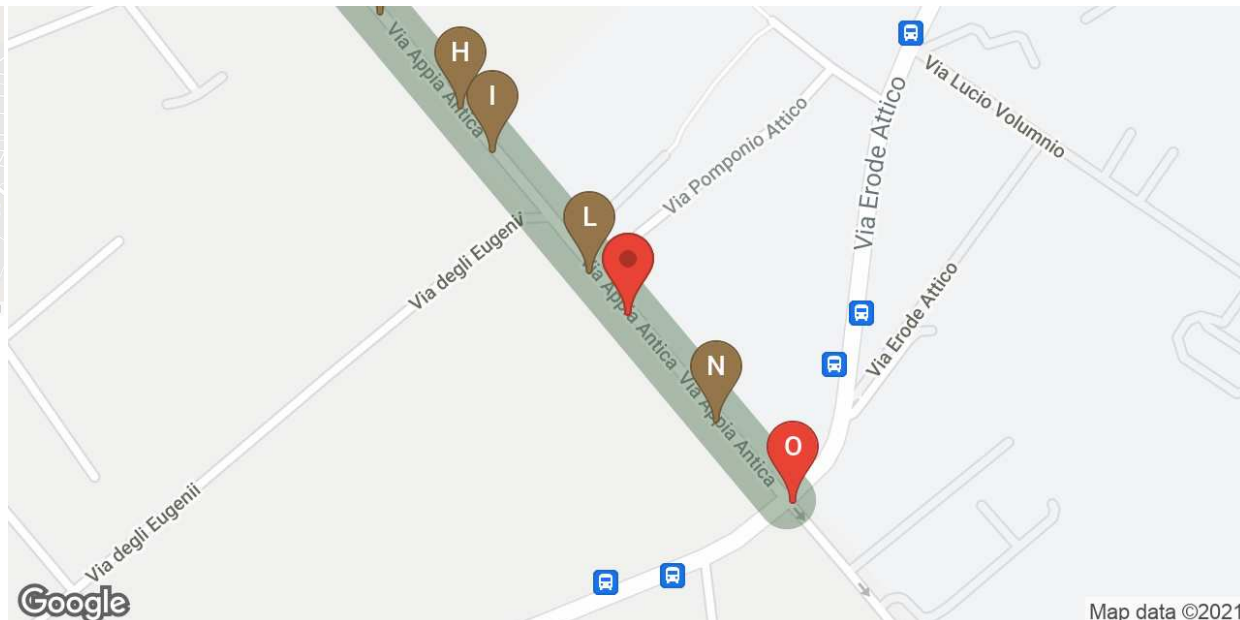 Via Appia Antica
H
I
Via Lucio Volumnio
Via Pomponio Attico
Via Erode Attico
L
Via degli Eugenii
Via Appia Antica
Via Erode Attico
N
Via Appia Antica
O
Via degli Eugenii
Google
Map data ©2021